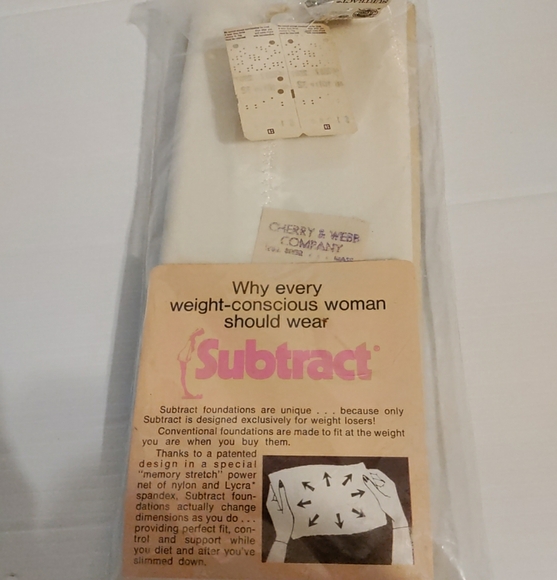 CHERRY & WEBB
COMPANY
Why every
weight-conscious woman
should wear
Subtract®
Subtract foundations are unique . . . because only
Subtract is designed exclusively for weight losers!
Conventional foundations are made to fit at the weight
you are when you buy them.
Thanks to a patented
design in a special
"memory stretch" power
net of nylon and Lycra*
spandex, Subtract foun-
dations actually change
dimensions as you do . . .
providing perfect fit, con-
trol and support while
you diet and after you've
slimmed down.